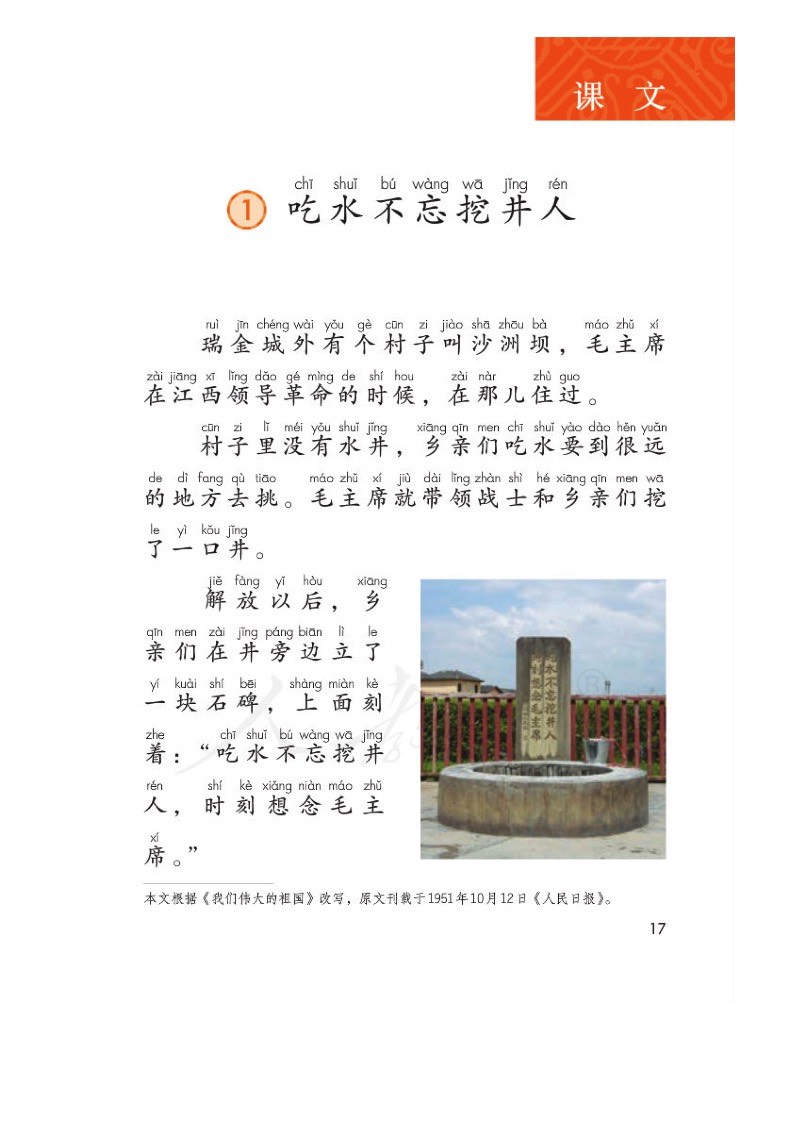 课 文
chī shuǐ bú wàng wā jǐng rén
1 吃水不忘挖井人
ruì jīn chéng wài yǒu gè cūn zi jiào shā zhōu bà máo zhǔ xí
瑞金城外有个村子叫沙洲坝，毛主席
zài jiāng xī lǐng dǎo gé mìng de shí hou zài nàr zhù guo
在江西领导革命的时候，在那儿住过。
cūn zi lǐ méi yǒu shuǐ jǐng xiāng qīn men chī shuǐ yào dào hěn yuǎn
村子里没有水井，乡亲们吃水要到很远
de dì fang qù tiāo máo zhǔ xí jiù dài lǐng zhàn shì hé xiāng qīn men wā
的地方去挑。毛主席就带领战士和乡亲们挖
le yì kǒu jǐng
了一口井。
jiě fàng yǐ hòu xiāng
解放以后，乡
qīn men zài jǐng páng biān lì le
亲们在井旁边立了
yí kuài shí bēi shàng miàn kè
一块石碑，上面刻
zhe chī shuǐ bú wàng wā jǐng
着：“吃水不忘挖井
rén shí kè xiǎng niàn máo zhǔ
人，时刻想念毛主
xí
席。”
吃水不忘挖井人
时刻想念毛主席
本文根据《我们伟大的祖国》改写，原文刊载于1951年10月12日《人民日报》。
17